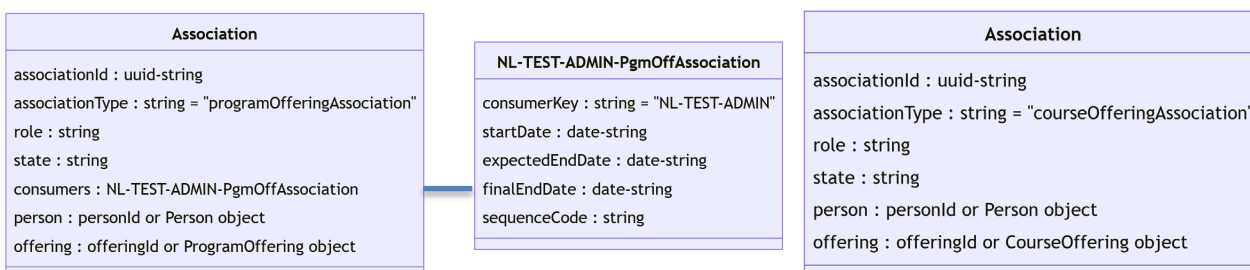 Association
associationId : uuid-string
associationType : string = "programOfferingAssociation"
role : string
state : string
consumers : NL-TEST-ADMIN-PgmOffAssociation
person : personId or Person object
offering : offeringId or ProgramOffering object
NL-TEST-ADMIN-PgmOffAssociation
consumerKey : string = "NL-TEST-ADMIN"
startDate : date-string
expectedEndDate : date-string
finalEndDate : date-string
sequenceCode : string
Association
associationId : uuid-string
associationType : string = "courseOfferingAssociation"
role : string
state : string
person : personId or Person object
offering : offeringId or CourseOffering object